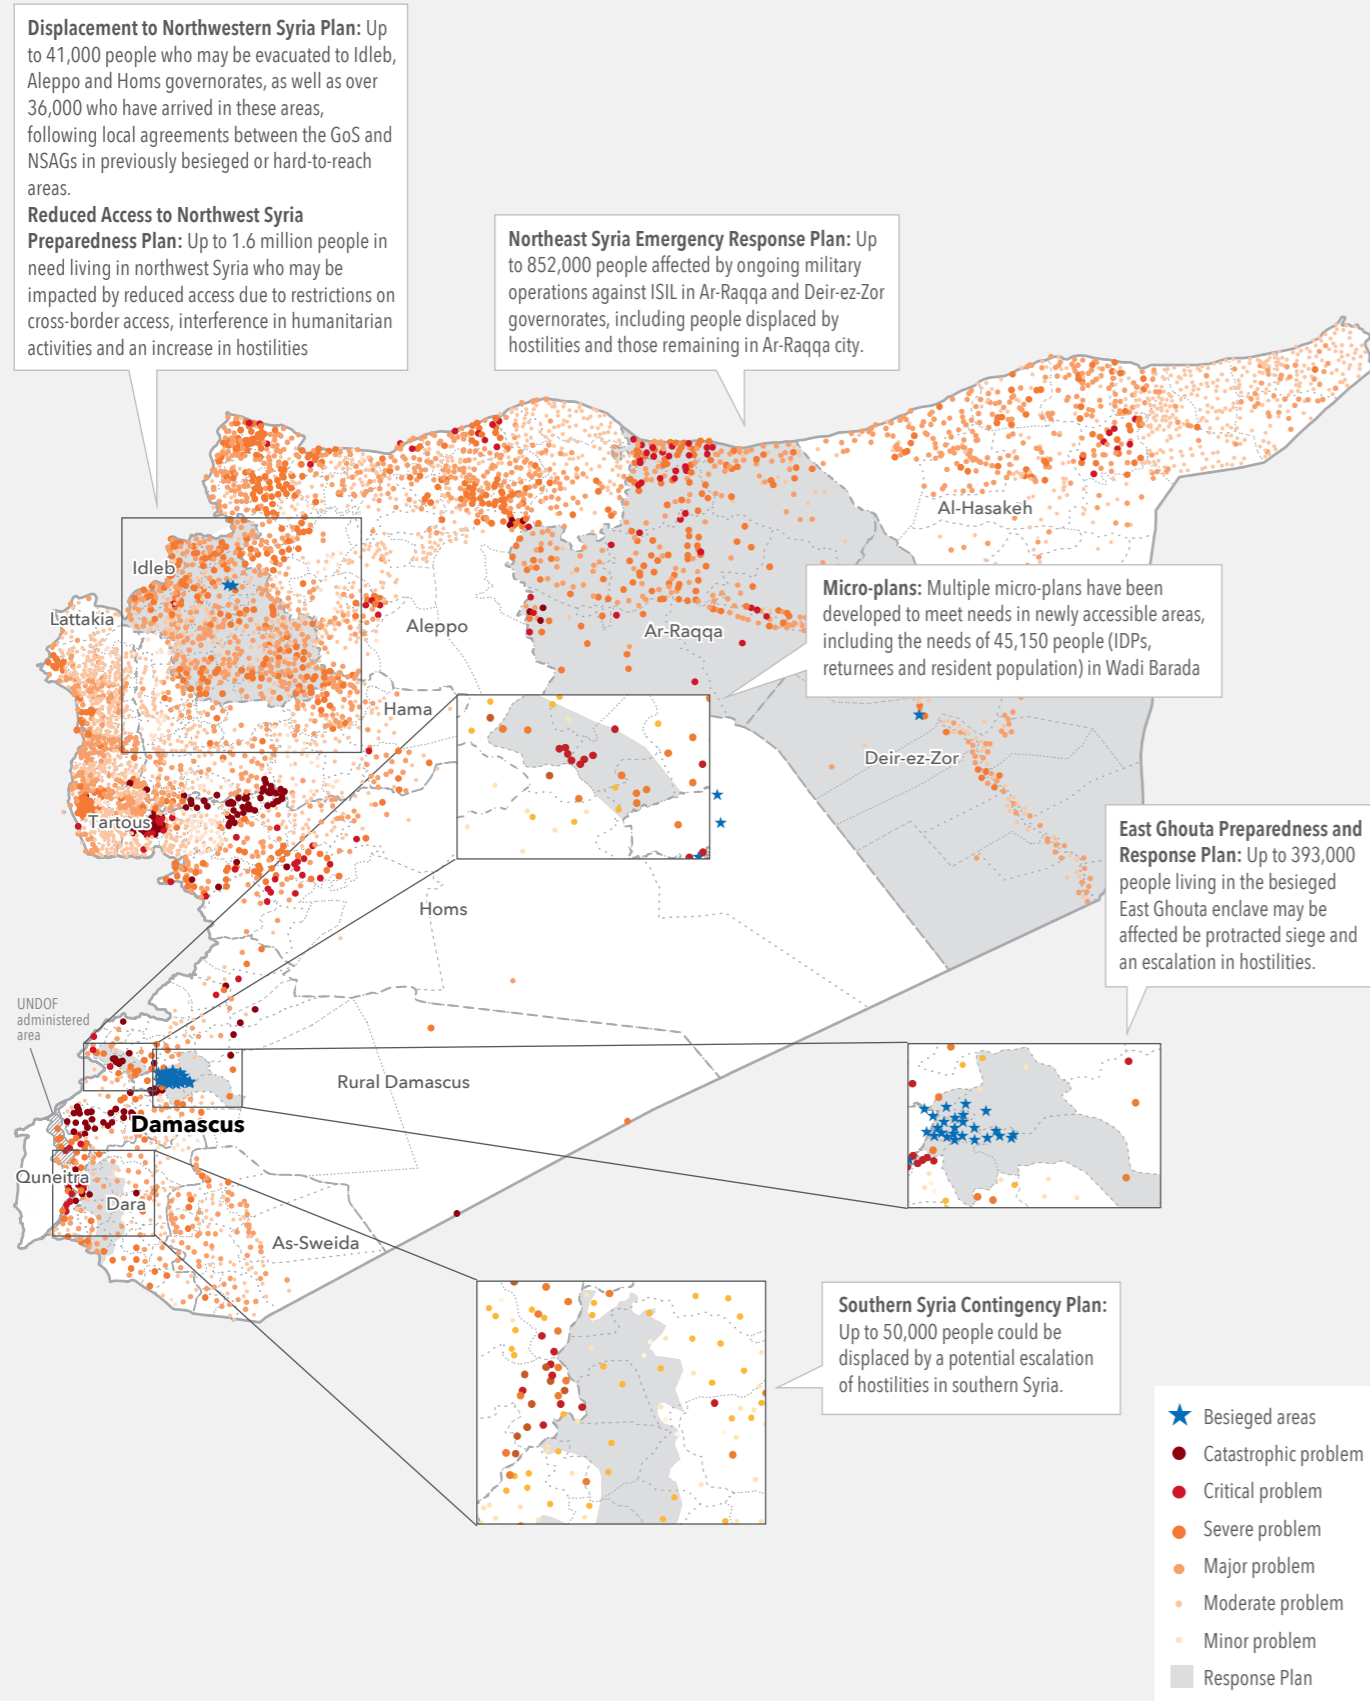 Displacement to Northwestern Syria Plan: Up
to 41,000 people who may be evacuated to Idleb,
Aleppo and Homs governorates, as well as over
36,000 who have arrived in these areas,
following local agreements between the GoS and
NSAGs in previously besieged or hard-to-reach
areas.
Reduced Access to Northwest Syria
Preparedness Plan: Up to 1.6 million people in
need living in northwest Syria who may be
impacted by reduced access due to restrictions on
cross-border access, interference in humanitarian
activities and an increase in hostilities
Northeast Syria Emergency Response Plan: Up
to 852,000 people affected by ongoing military
operations against ISIL in Ar-Raqqa and Deir-ez-Zor
governorates, including people displaced by
hostilities and those remaining in Ar-Raqqa city.
Al-Hasakeh
Idleb
Micro-plans: Multiple micro-plans have been
developed to meet needs in newly accessible areas,
including the needs of 45,150 people (IDPs,
returnees and resident population) in Wadi Barada
Lattakia
Aleppo
Ar-Raqqa
Hama
Deir-ez-Zor
Tartous
East Ghouta Preparedness and
Response Plan: Up to 393,000
people living in the besieged
East Ghouta enclave may be
affected be protracted siege and
an escalation in hostilities.
Homs
UNDOF
administered
area
Rural Damascus
Damascus
Quneitra
Dara
As-Sweida
Southern Syria Contingency Plan:
Up to 50,000 people could be
displaced by a potential escalation
of hostilities in southern Syria.
Besieged areas
Catastrophic problem
Critical problem
Severe problem
Major problem
Moderate problem
Minor problem
Response Plan